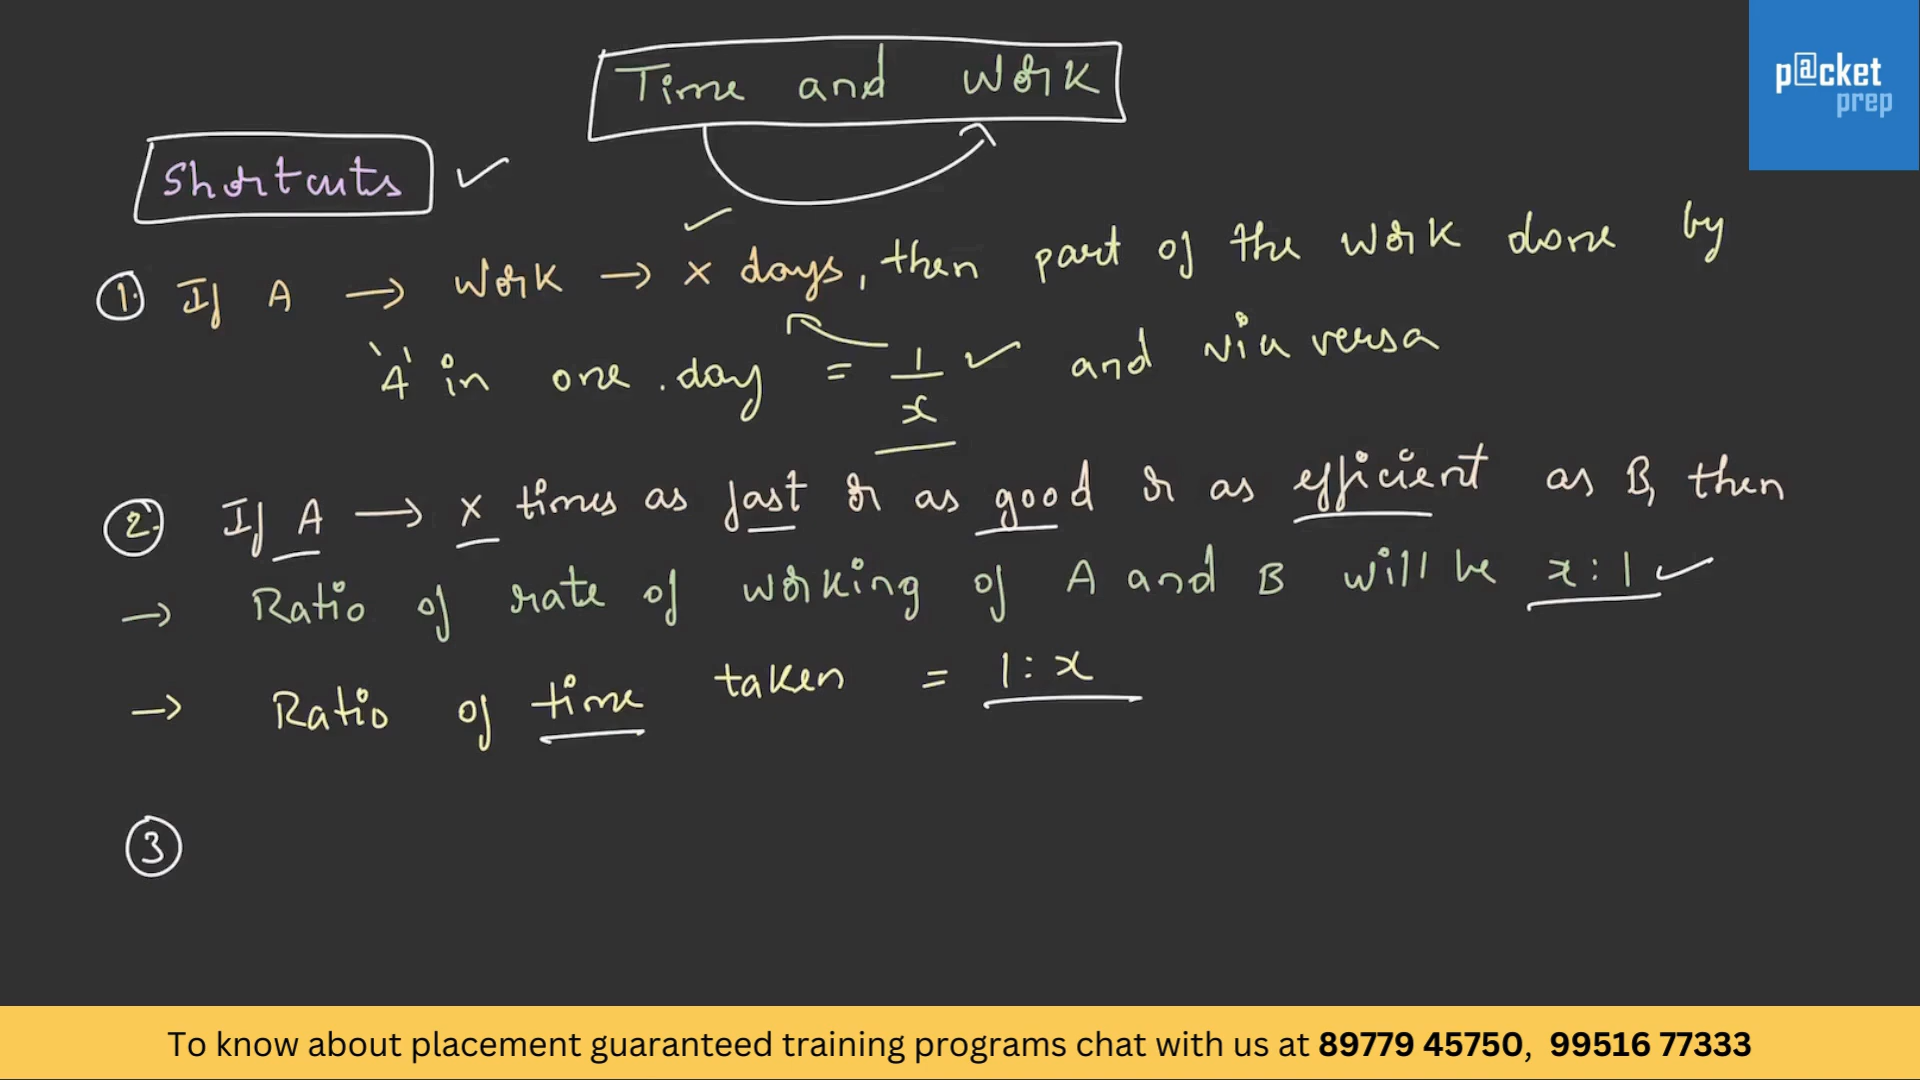 Time and Work
p@cket
prep
Shortcuts ✓
① If A → Work → x days, then part of the work done by
'A' in one day = 1/x ✓ and via versa
② If A → x times as fast or as good or as efficient as B, then
→ Ratio of rate of working of A and B will be x : 1 ✓
→ Ratio of time taken = 1 : x
③
To know about placement guaranteed training programs chat with us at 89779 45750, 99516 77333